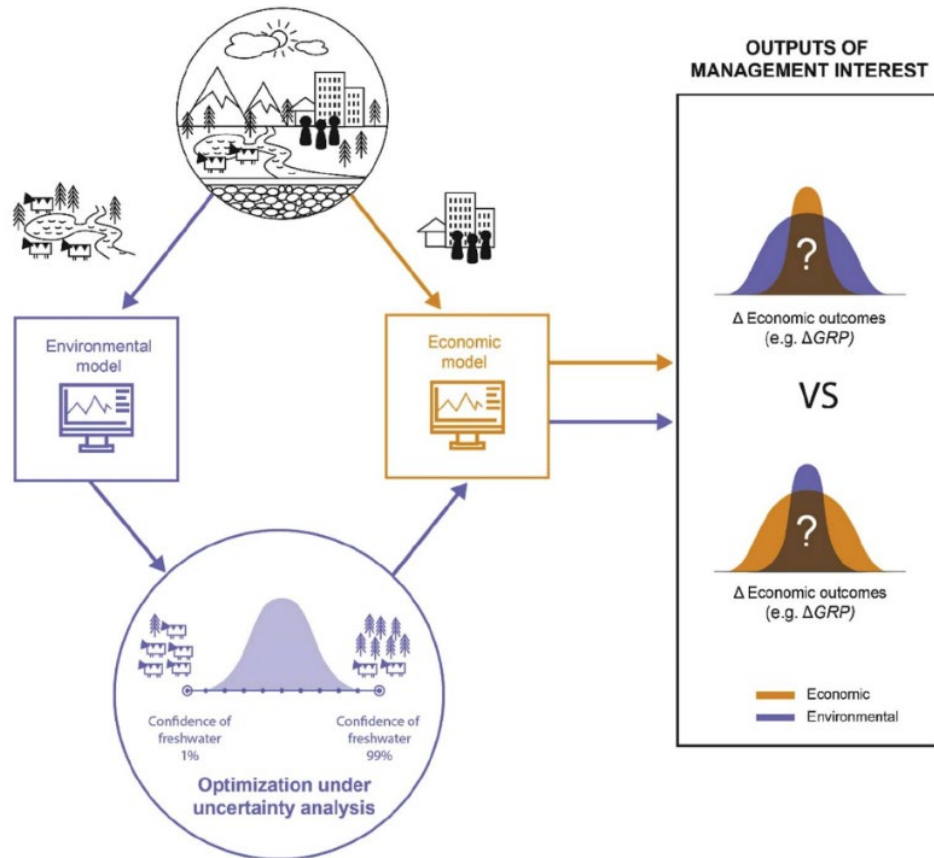 OUTPUTS OF
MANAGEMENT INTEREST
Environmental
model
Economic
model
Δ Economic outcomes
(e.g. ΔGRP)
VS
Δ Economic outcomes
(e.g. ΔGRP)
Economic
Environmental
Confidence of
freshwater
1%
Confidence of
freshwater
99%
Optimization under
uncertainty analysis
?
?